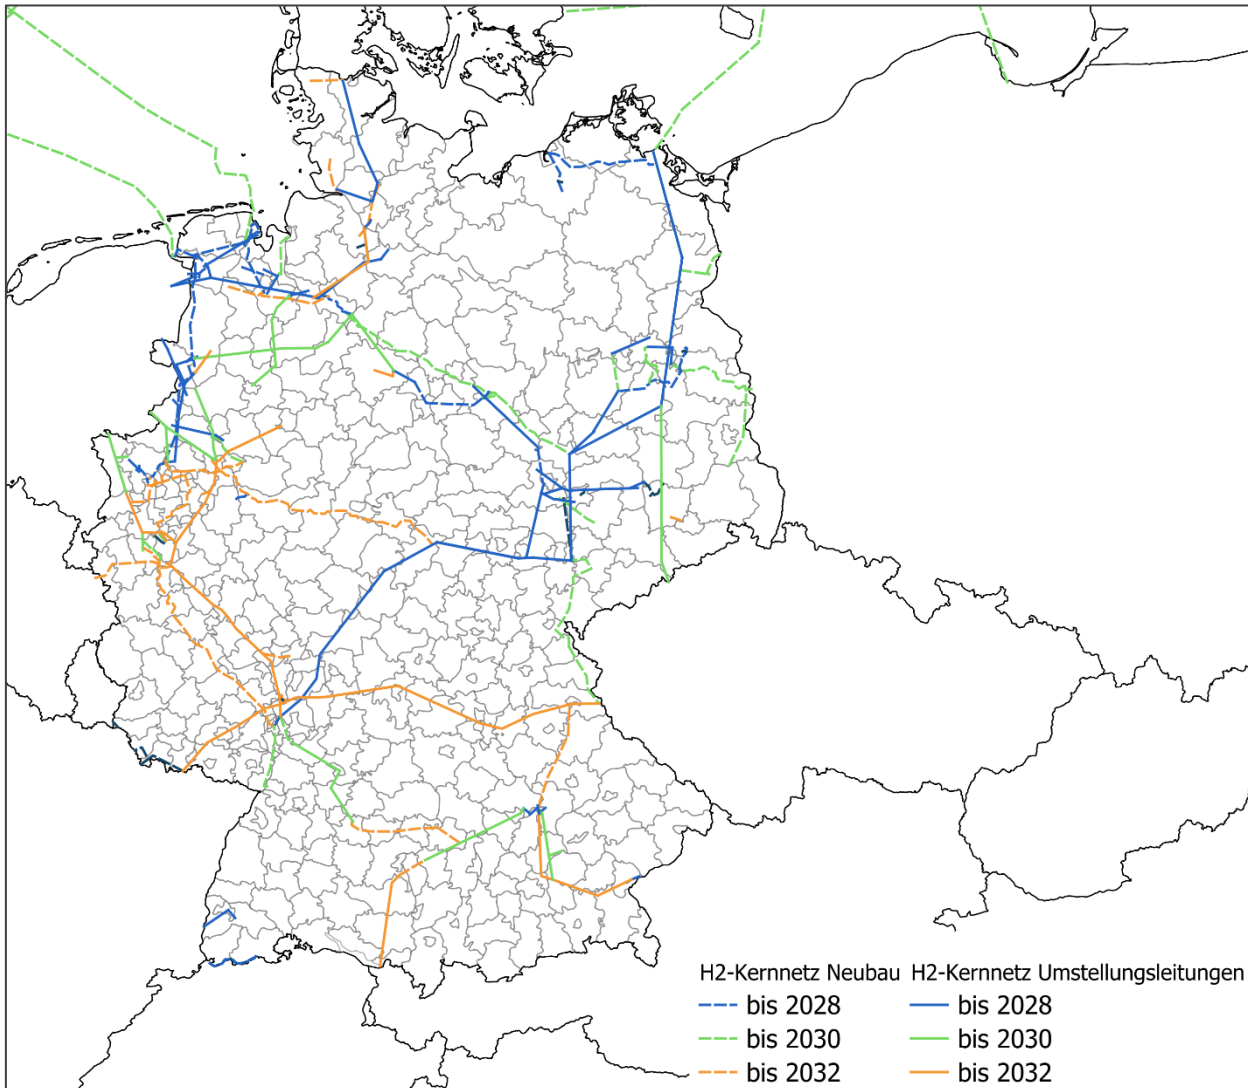 H2-Kernnetz Neubau H2-Kernnetz Umstellungsleitungen
bis 2028 bis 2028
bis 2030 bis 2030
bis 2032 bis 2032